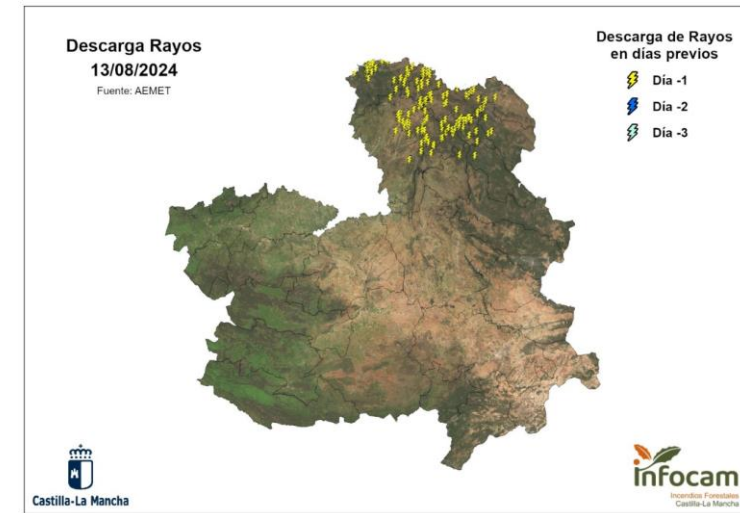 Descarga Rayos
13/08/2024
Fuente: AEMET
Descarga de Rayos
en días previos
Día -1
Día -2
Día -3
Castilla-La Mancha
infocam
Incendios Forestales
Castilla-La Mancha